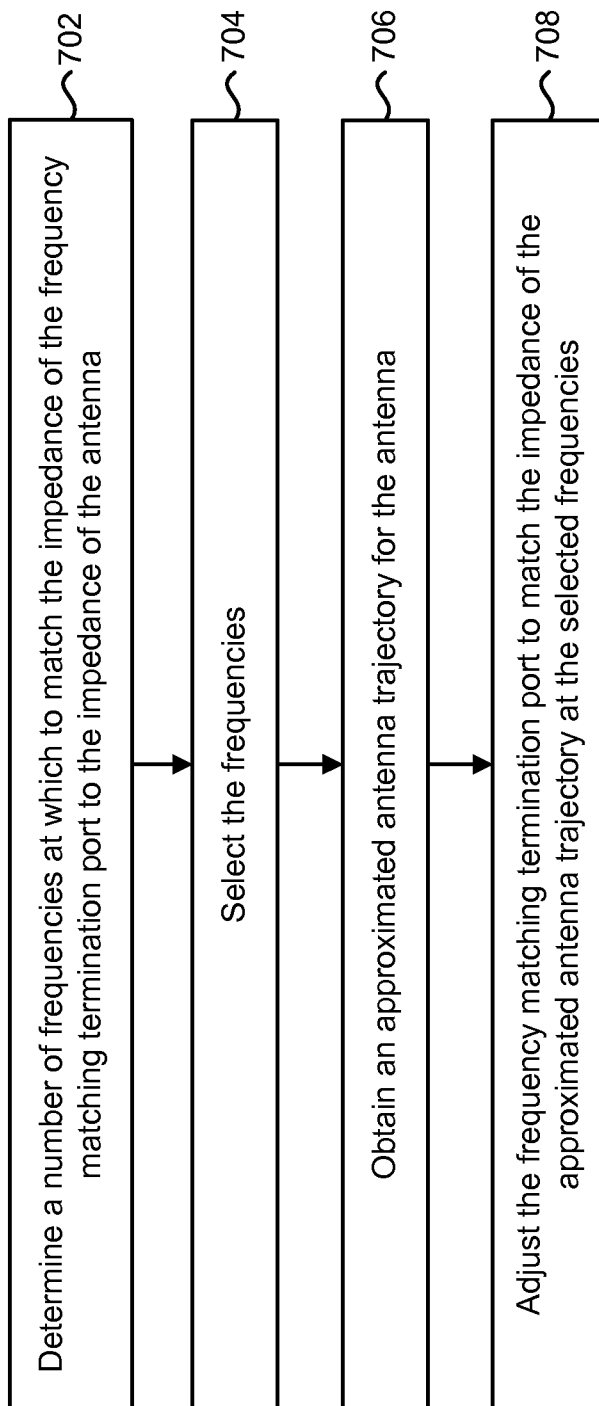 Determine a number of frequencies at which to match the impedance of the frequency
matching termination port to the impedance of the antenna
702
Select the frequencies
704
Obtain an approximated antenna trajectory for the antenna
706
Adjust the frequency matching termination port to match the impedance of the
approximated antenna trajectory at the selected frequencies
708